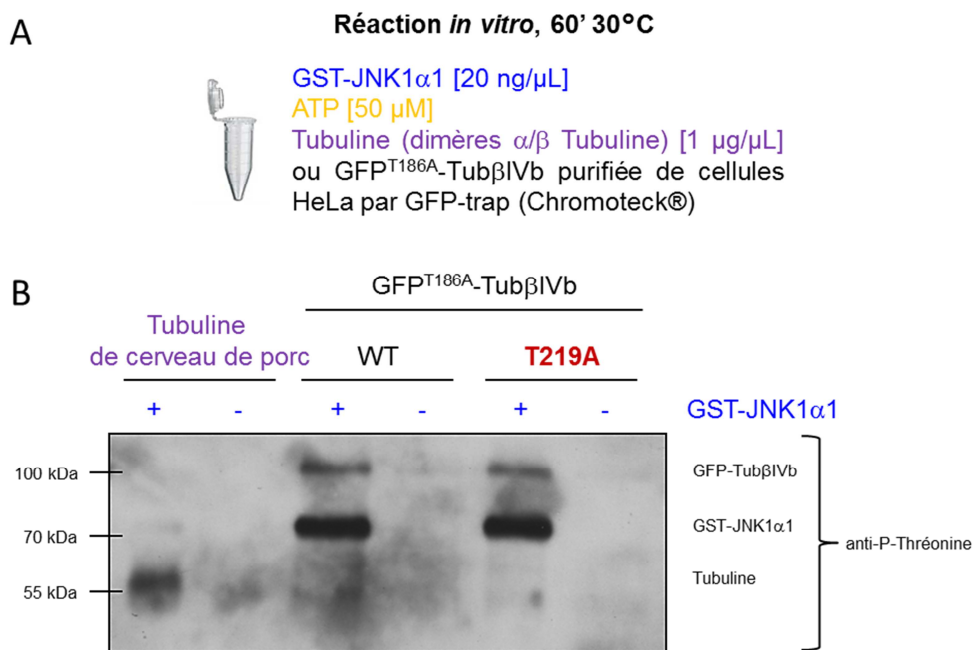 A
Réaction in vitro, 60’ 30°C
GST-JNK1α1 [20 ng/µL]
ATP [50 µM]
Tubuline (dimères α/β Tubuline) [1 µg/µL]
ou GFPT186A-TubβIVb purifiée de cellules
HeLa par GFP-trap (Chromoteck®)
B
GFPT186A-TubβIVb
Tubuline
de cerveau de porc
WT
T219A
+ - + - + - GST-JNK1α1
100 kDa
70 kDa
55 kDa
GFP-TubβIVb
GST-JNK1α1
Tubuline
anti-P-Thréonine